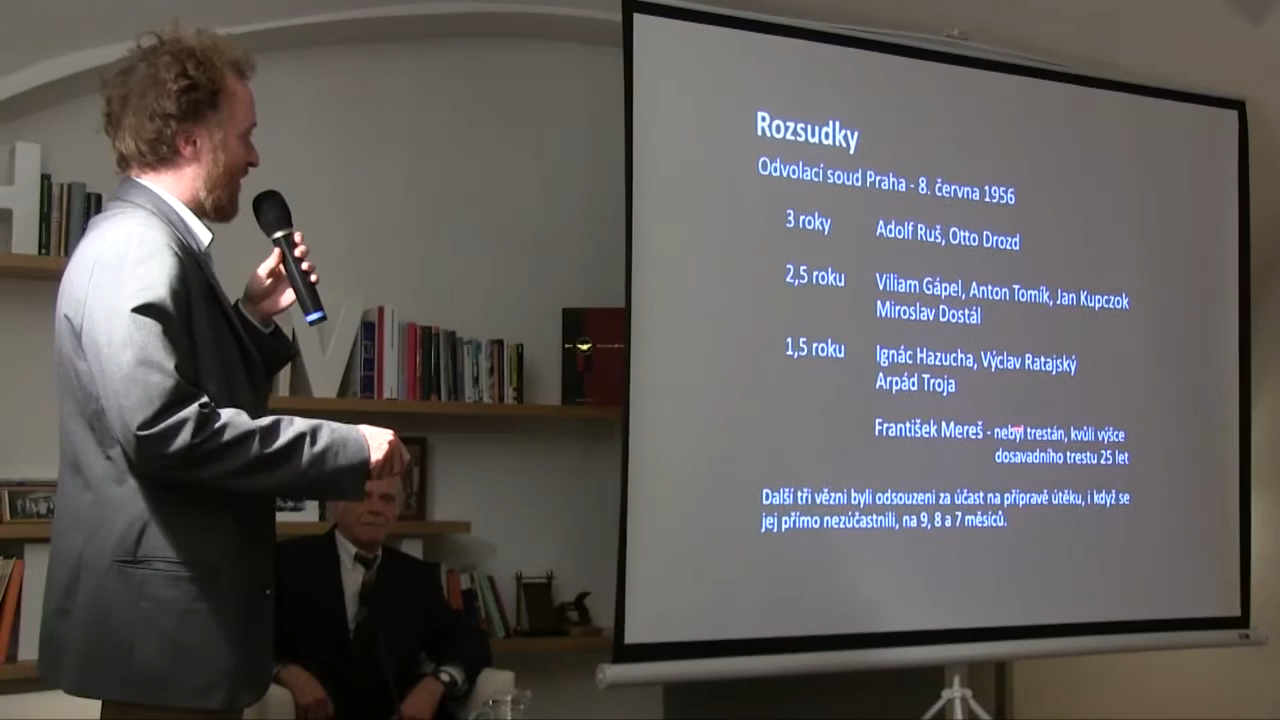 Rozsudky
Odvolací soud Praha - 8. června 1956
3 roky Adolf Ruš, Otto Drozd
2,5 roku Viliam Gápel, Anton Tomík, Jan Kupczok
Miroslav Dostál
1,5 roku Ignác Hazucha, Výclav Ratajský
Arpád Troja
František Mereš - nebyl trestán, kvůli výšce
dosavadního trestu 25 let
Další tři vězni byli odsouzeni za účast na přípravě útěku, i když se
jej přímo nezúčastnili, na 9, 8 a 7 měsíců.